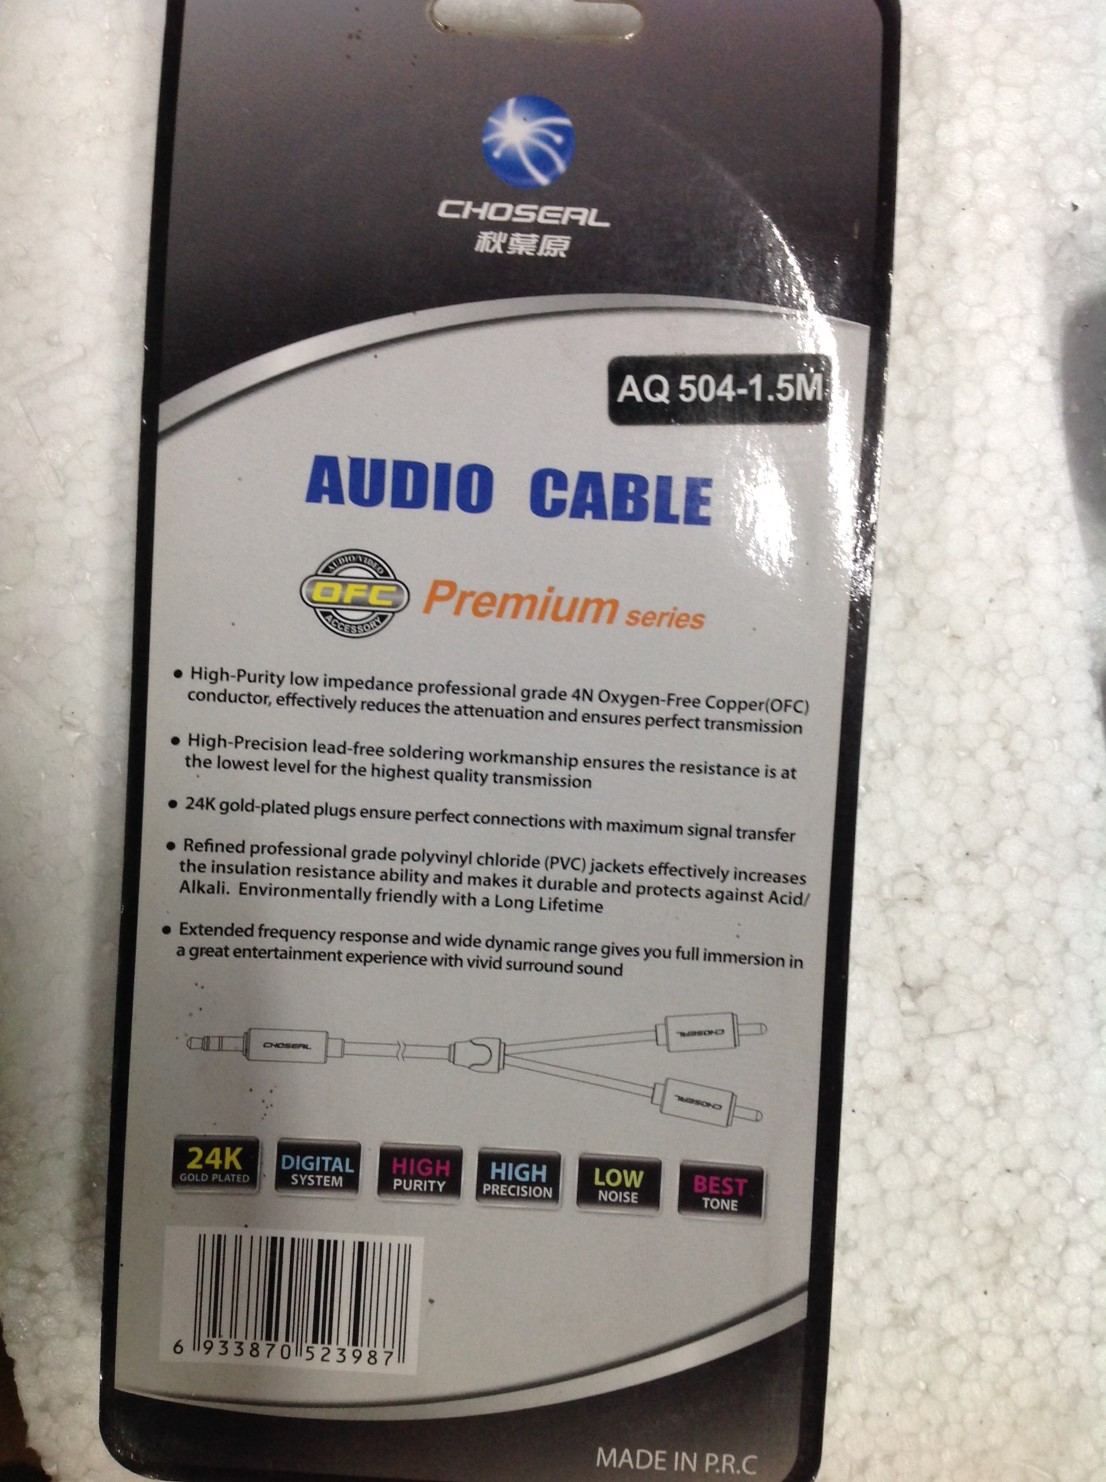 CHOSEAL
秋葉原
AQ 504-1.5M
AUDIO CABLE
AUDIO/VIDEO
OFC
ACCESSORY
Premium series
• High-Purity low impedance professional grade 4N Oxygen-Free Copper(OFC)
conductor, effectively reduces the attenuation and ensures perfect transmission
• High-Precision lead-free soldering workmanship ensures the resistance is at
the lowest level for the highest quality transmission
• 24K gold-plated plugs ensure perfect connections with maximum signal transfer
• Refined professional grade polyvinyl chloride (PVC) jackets effectively increases
the insulation resistance ability and makes it durable and protects against Acid/
Alkali. Environmentally friendly with a Long Lifetime
• Extended frequency response and wide dynamic range gives you full immersion in
a great entertainment experience with vivid surround sound
CHOSEAL
CHOSEAL
CHOSEAL
24K
GOLD PLATED
DIGITAL
SYSTEM
HIGH
PURITY
HIGH
PRECISION
LOW
NOISE
BEST
TONE
6 933870 523987
MADE IN P.R.C